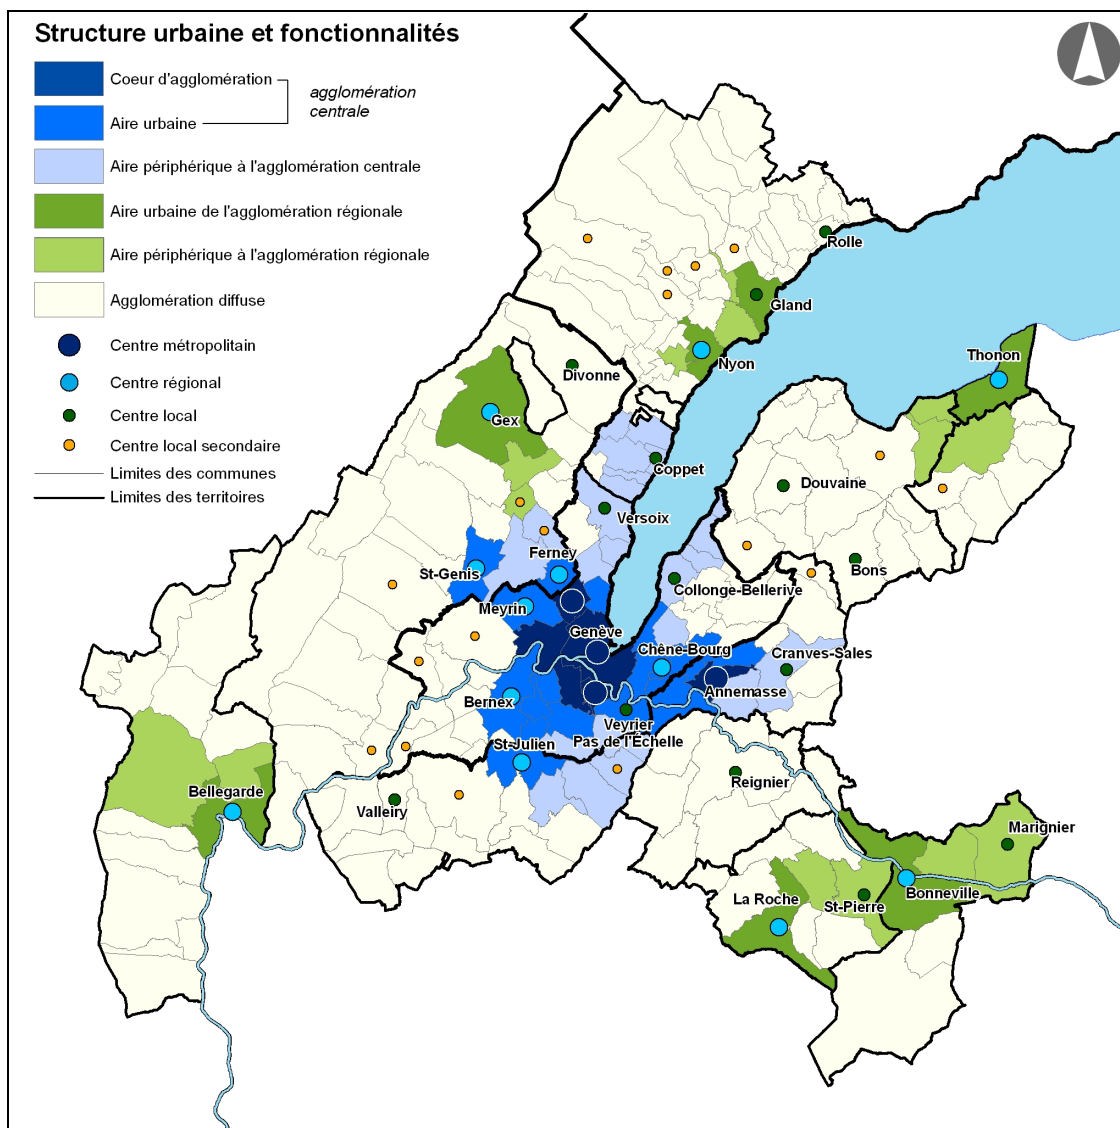 Structure urbaine et fonctionnalités
Coeur d'agglomération
Aire urbaine
agglomération
centrale
Aire périphérique à l'agglomération centrale
Aire urbaine de l'agglomération régionale
Aire périphérique à l'agglomération régionale
Agglomération diffuse
Centre métropolitain
Centre régional
Centre local
Centre local secondaire
Limites des communes
Limites des territoires
Rolle
Gland
Nyon
Thonon
Divonne
Gex
Coppet
Douvaine
Versoix
Ferney
St-Genis
Bons
Collonge-Bellerive
Meyrin
Genève
Chêne-Bourg
Cranves-Sales
Annemasse
Bernex
Veyrier
Pas de l'Échelle
St-Julien
Reignier
Bellegarde
Valleiry
Marignier
Bonneville
La Roche
St-Pierre